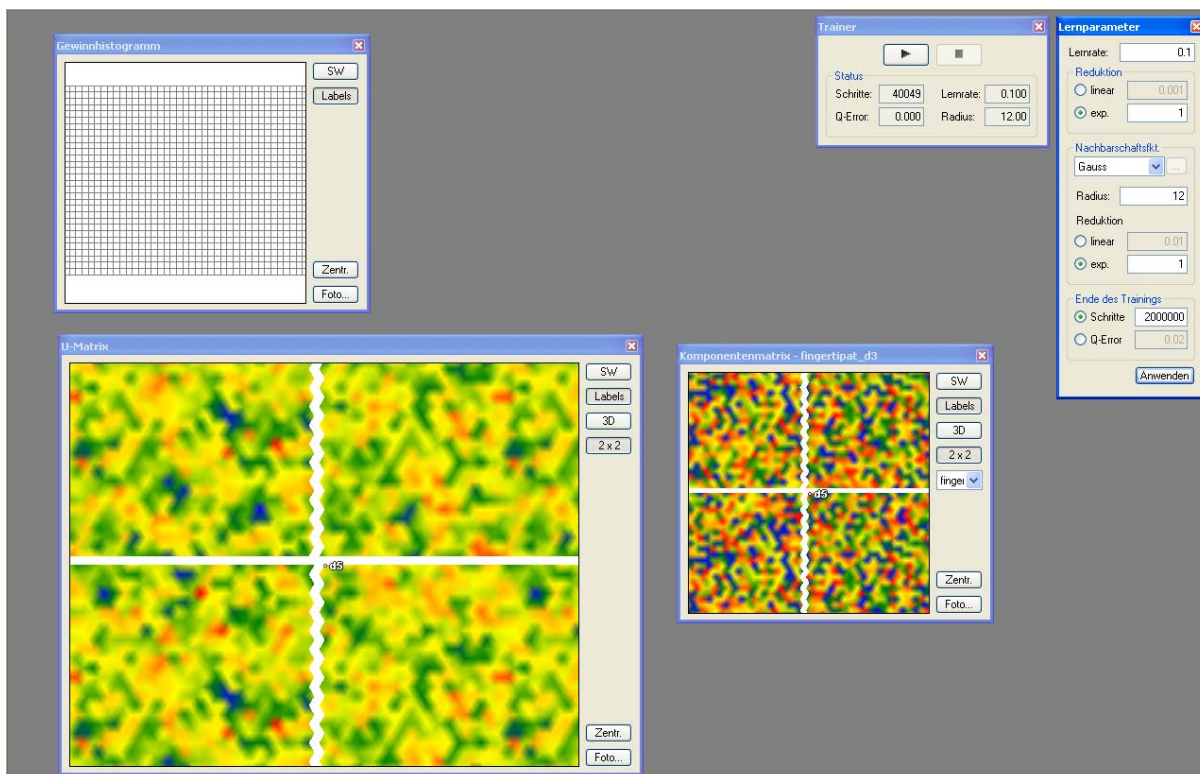 Gewinnhistogramm
SW
Labels
Zentr.
Foto...
Trainer
Status
Schritte: 40049 Lernrate: 0.100
Q-Error: 0.000 Radius: 12.00
Lernparameter
Lernrate: 0.1
Reduktion
linear 0.001
exp. 1
Nachbarschaftsfkt.
Gauss ...
Radius: 12
Reduktion
linear 0.01
exp. 1
Ende des Trainings
Schritte 2000000
Q-Error 0.02
Anwenden
U-Matrix
SW
Labels
3D
2 x 2
d5
Zentr.
Foto...
Komponentenmatrix - fingertipat_d3
SW
Labels
3D
2 x 2
finger
d5
Zentr.
Foto...